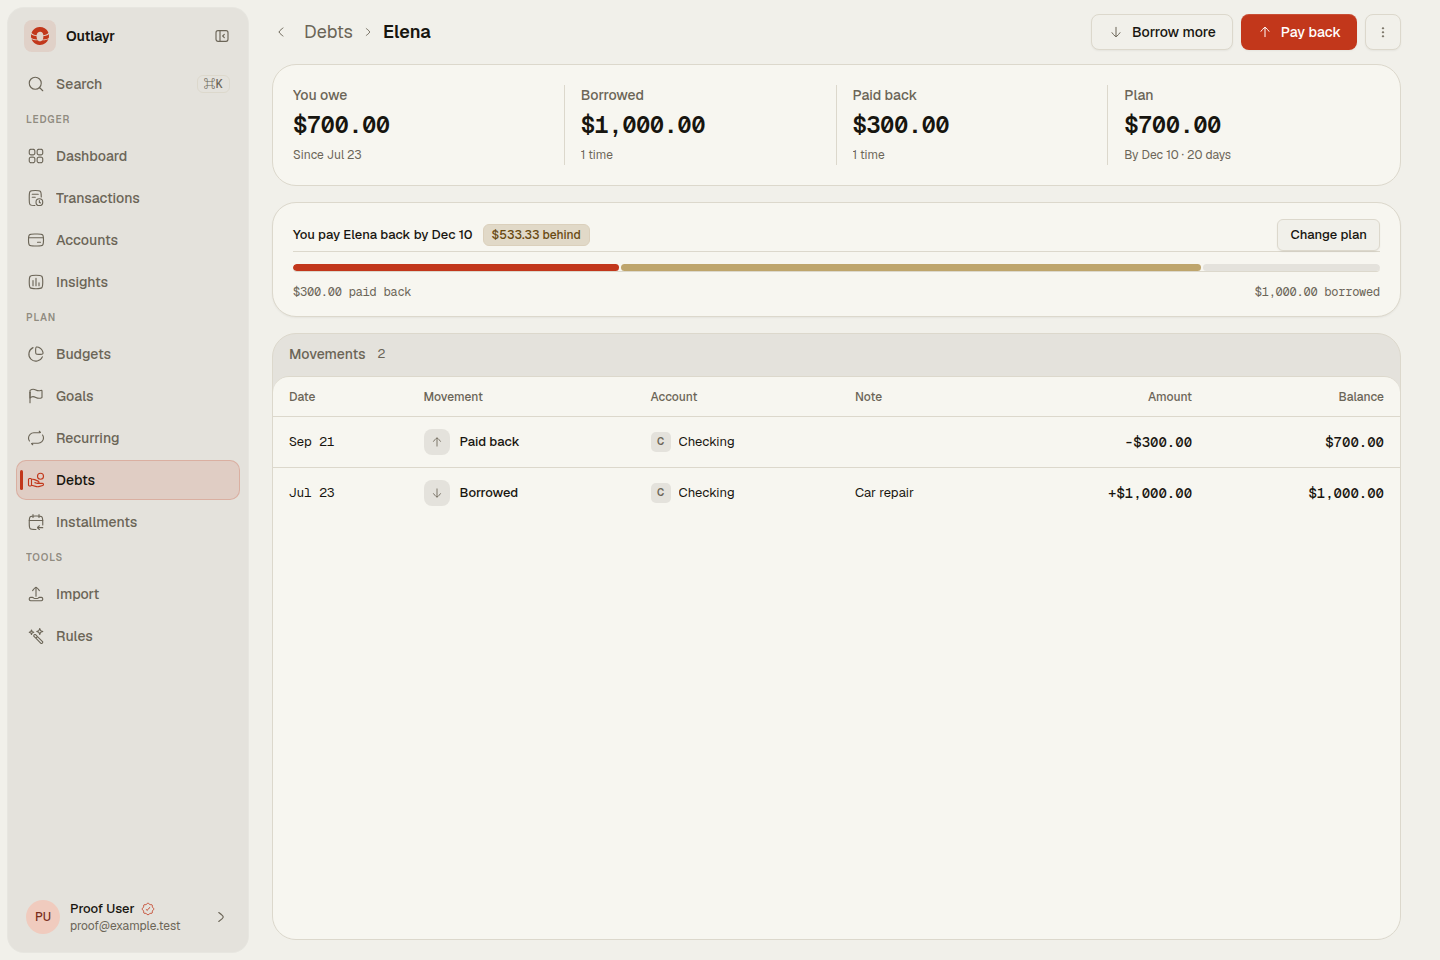 Outlayr
Search ⌘K
LEDGER
Dashboard
Transactions
Accounts
Insights
PLAN
Budgets
Goals
Recurring
Debts
Installments
TOOLS
Import
Rules
PU
Proof User
proof@example.test
Debts > Elena
Borrow more
Pay back
You owe
$700.00
Since Jul 23
Borrowed
$1,000.00
1 time
Paid back
$300.00
1 time
Plan
$700.00
By Dec 10 · 20 days
You pay Elena back by Dec 10 $533.33 behind
Change plan
$300.00 paid back $1,000.00 borrowed
Movements 2
Date Movement Account Note Amount Balance
Sep 21 Paid back C Checking -$300.00 $700.00
Jul 23 Borrowed C Checking Car repair +$1,000.00 $1,000.00